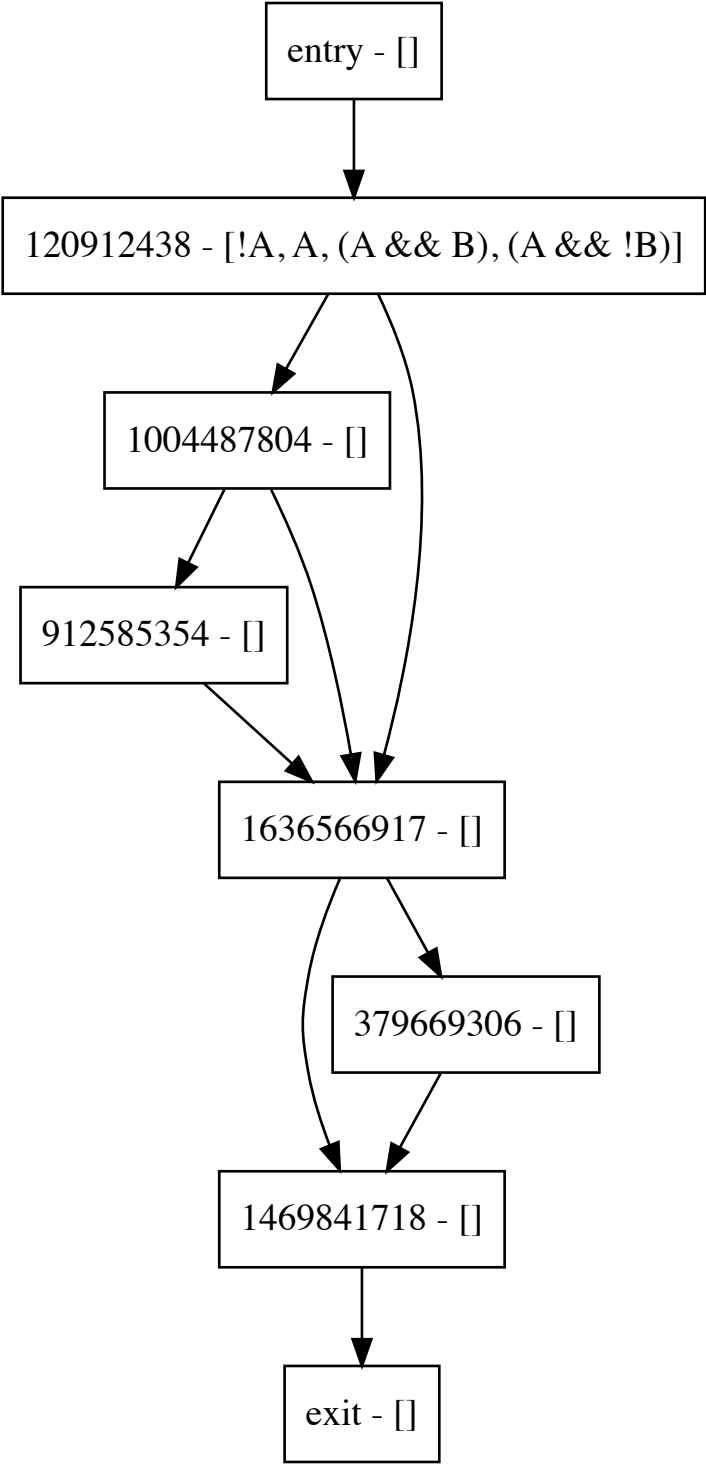 entry - []
120912438 - [!A, A, (A && B), (A && !B)]
1004487804 - []
912585354 - []
1636566917 - []
379669306 - []
1469841718 - []
exit - []